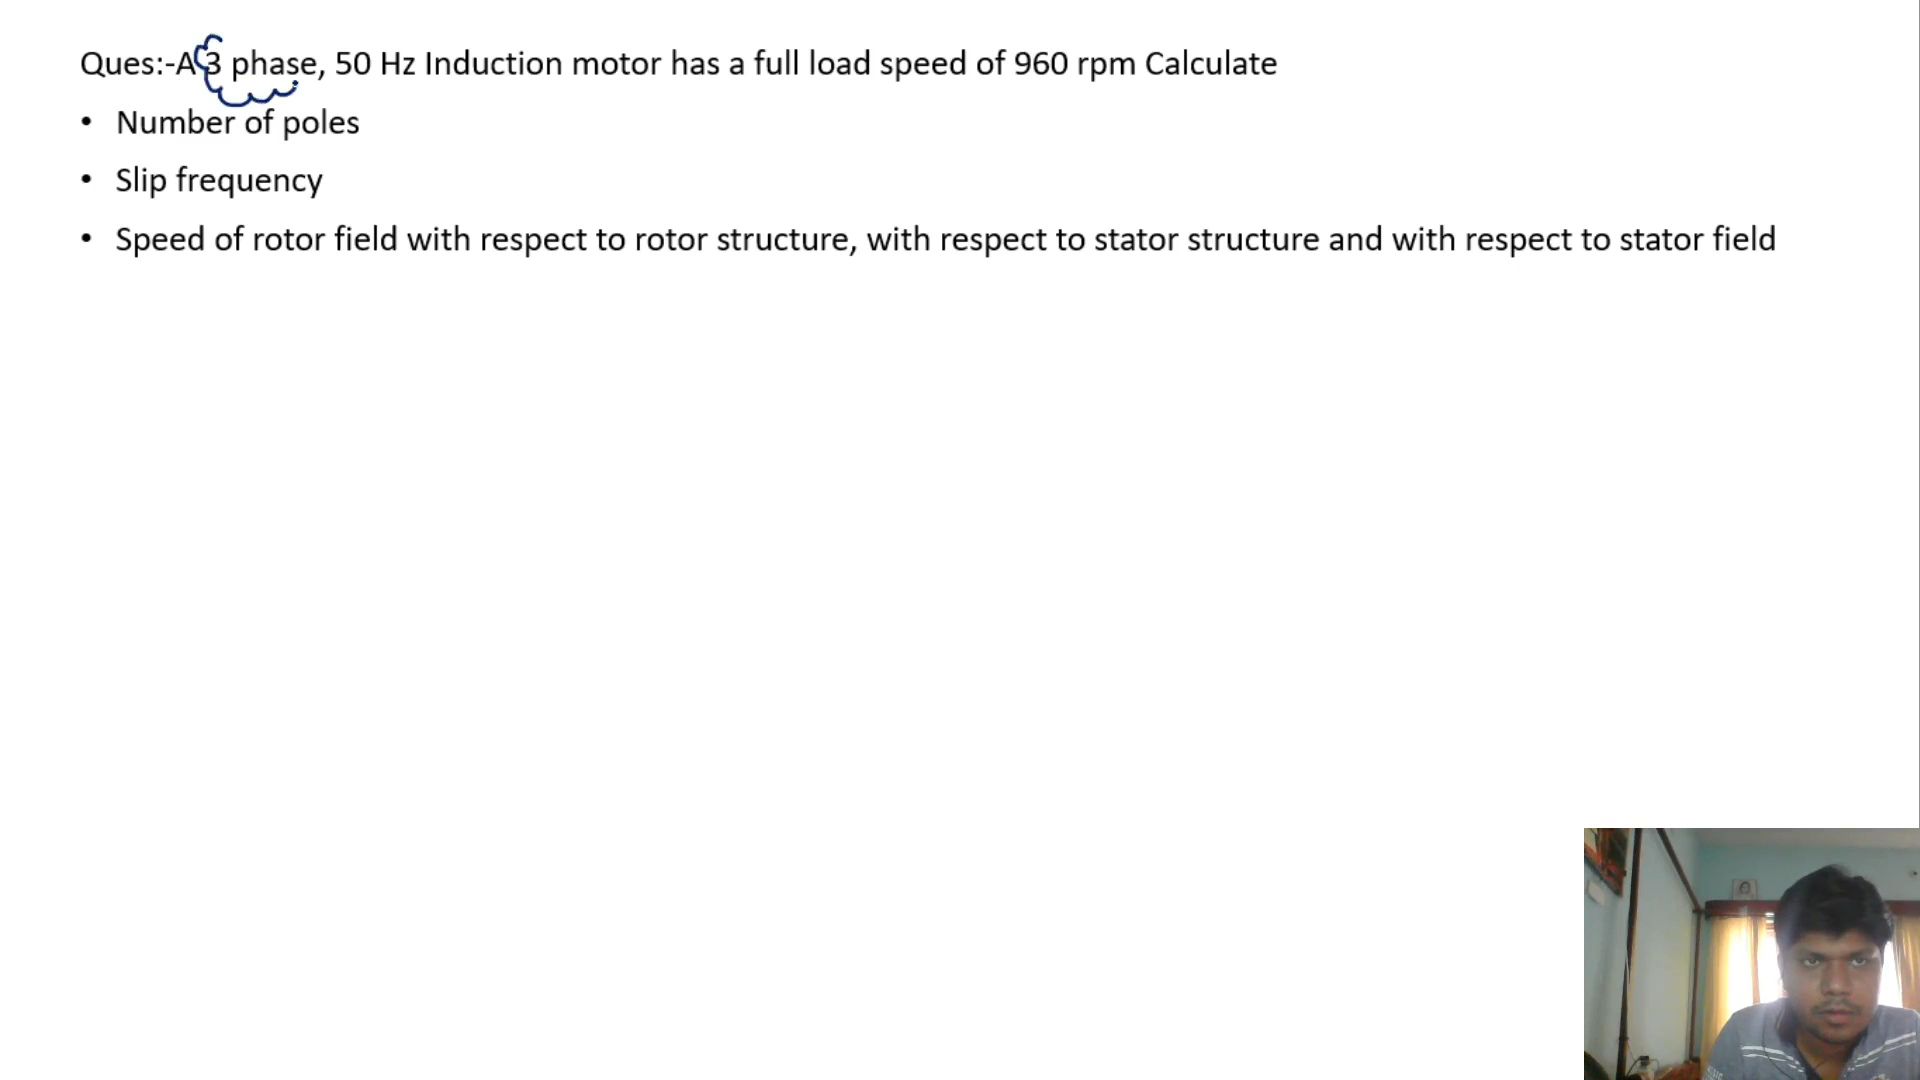 Ques:-A 3 phase, 50 Hz Induction motor has a full load speed of 960 rpm Calculate
• Number of poles
• Slip frequency
• Speed of rotor field with respect to rotor structure, with respect to stator structure and with respect to stator field